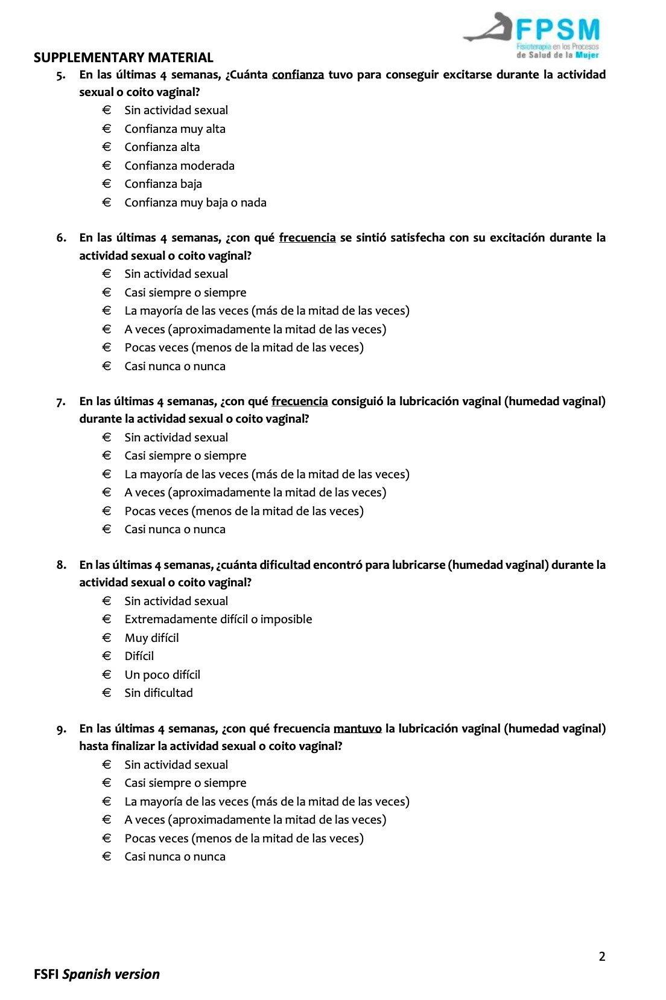 FPSM
Fisioterapia en los Procesos
de Salud de la Mujer
SUPPLEMENTARY MATERIAL
5. En las últimas 4 semanas, ¿Cuánta confianza tuvo para conseguir excitarse durante la actividad
sexual o coito vaginal?
€ Sin actividad sexual
€ Confianza muy alta
€ Confianza alta
€ Confianza moderada
€ Confianza baja
€ Confianza muy baja o nada
6. En las últimas 4 semanas, ¿con qué frecuencia se sintió satisfecha con su excitación durante la
actividad sexual o coito vaginal?
€ Sin actividad sexual
€ Casi siempre o siempre
€ La mayoría de las veces (más de la mitad de las veces)
€ A veces (aproximadamente la mitad de las veces)
€ Pocas veces (menos de la mitad de las veces)
€ Casi nunca o nunca
7. En las últimas 4 semanas, ¿con qué frecuencia consiguió la lubricación vaginal (humedad vaginal)
durante la actividad sexual o coito vaginal?
€ Sin actividad sexual
€ Casi siempre o siempre
€ La mayoría de las veces (más de la mitad de las veces)
€ A veces (aproximadamente la mitad de las veces)
€ Pocas veces (menos de la mitad de las veces)
€ Casi nunca o nunca
8. En las últimas 4 semanas, ¿cuánta dificultad encontró para lubricarse (humedad vaginal) durante la
actividad sexual o coito vaginal?
€ Sin actividad sexual
€ Extremadamente difícil o imposible
€ Muy difícil
€ Difícil
€ Un poco difícil
€ Sin dificultad
9. En las últimas 4 semanas, ¿con qué frecuencia mantuvo la lubricación vaginal (humedad vaginal)
hasta finalizar la actividad sexual o coito vaginal?
€ Sin actividad sexual
€ Casi siempre o siempre
€ La mayoría de las veces (más de la mitad de las veces)
€ A veces (aproximadamente la mitad de las veces)
€ Pocas veces (menos de la mitad de las veces)
€ Casi nunca o nunca
2
FSFI Spanish version